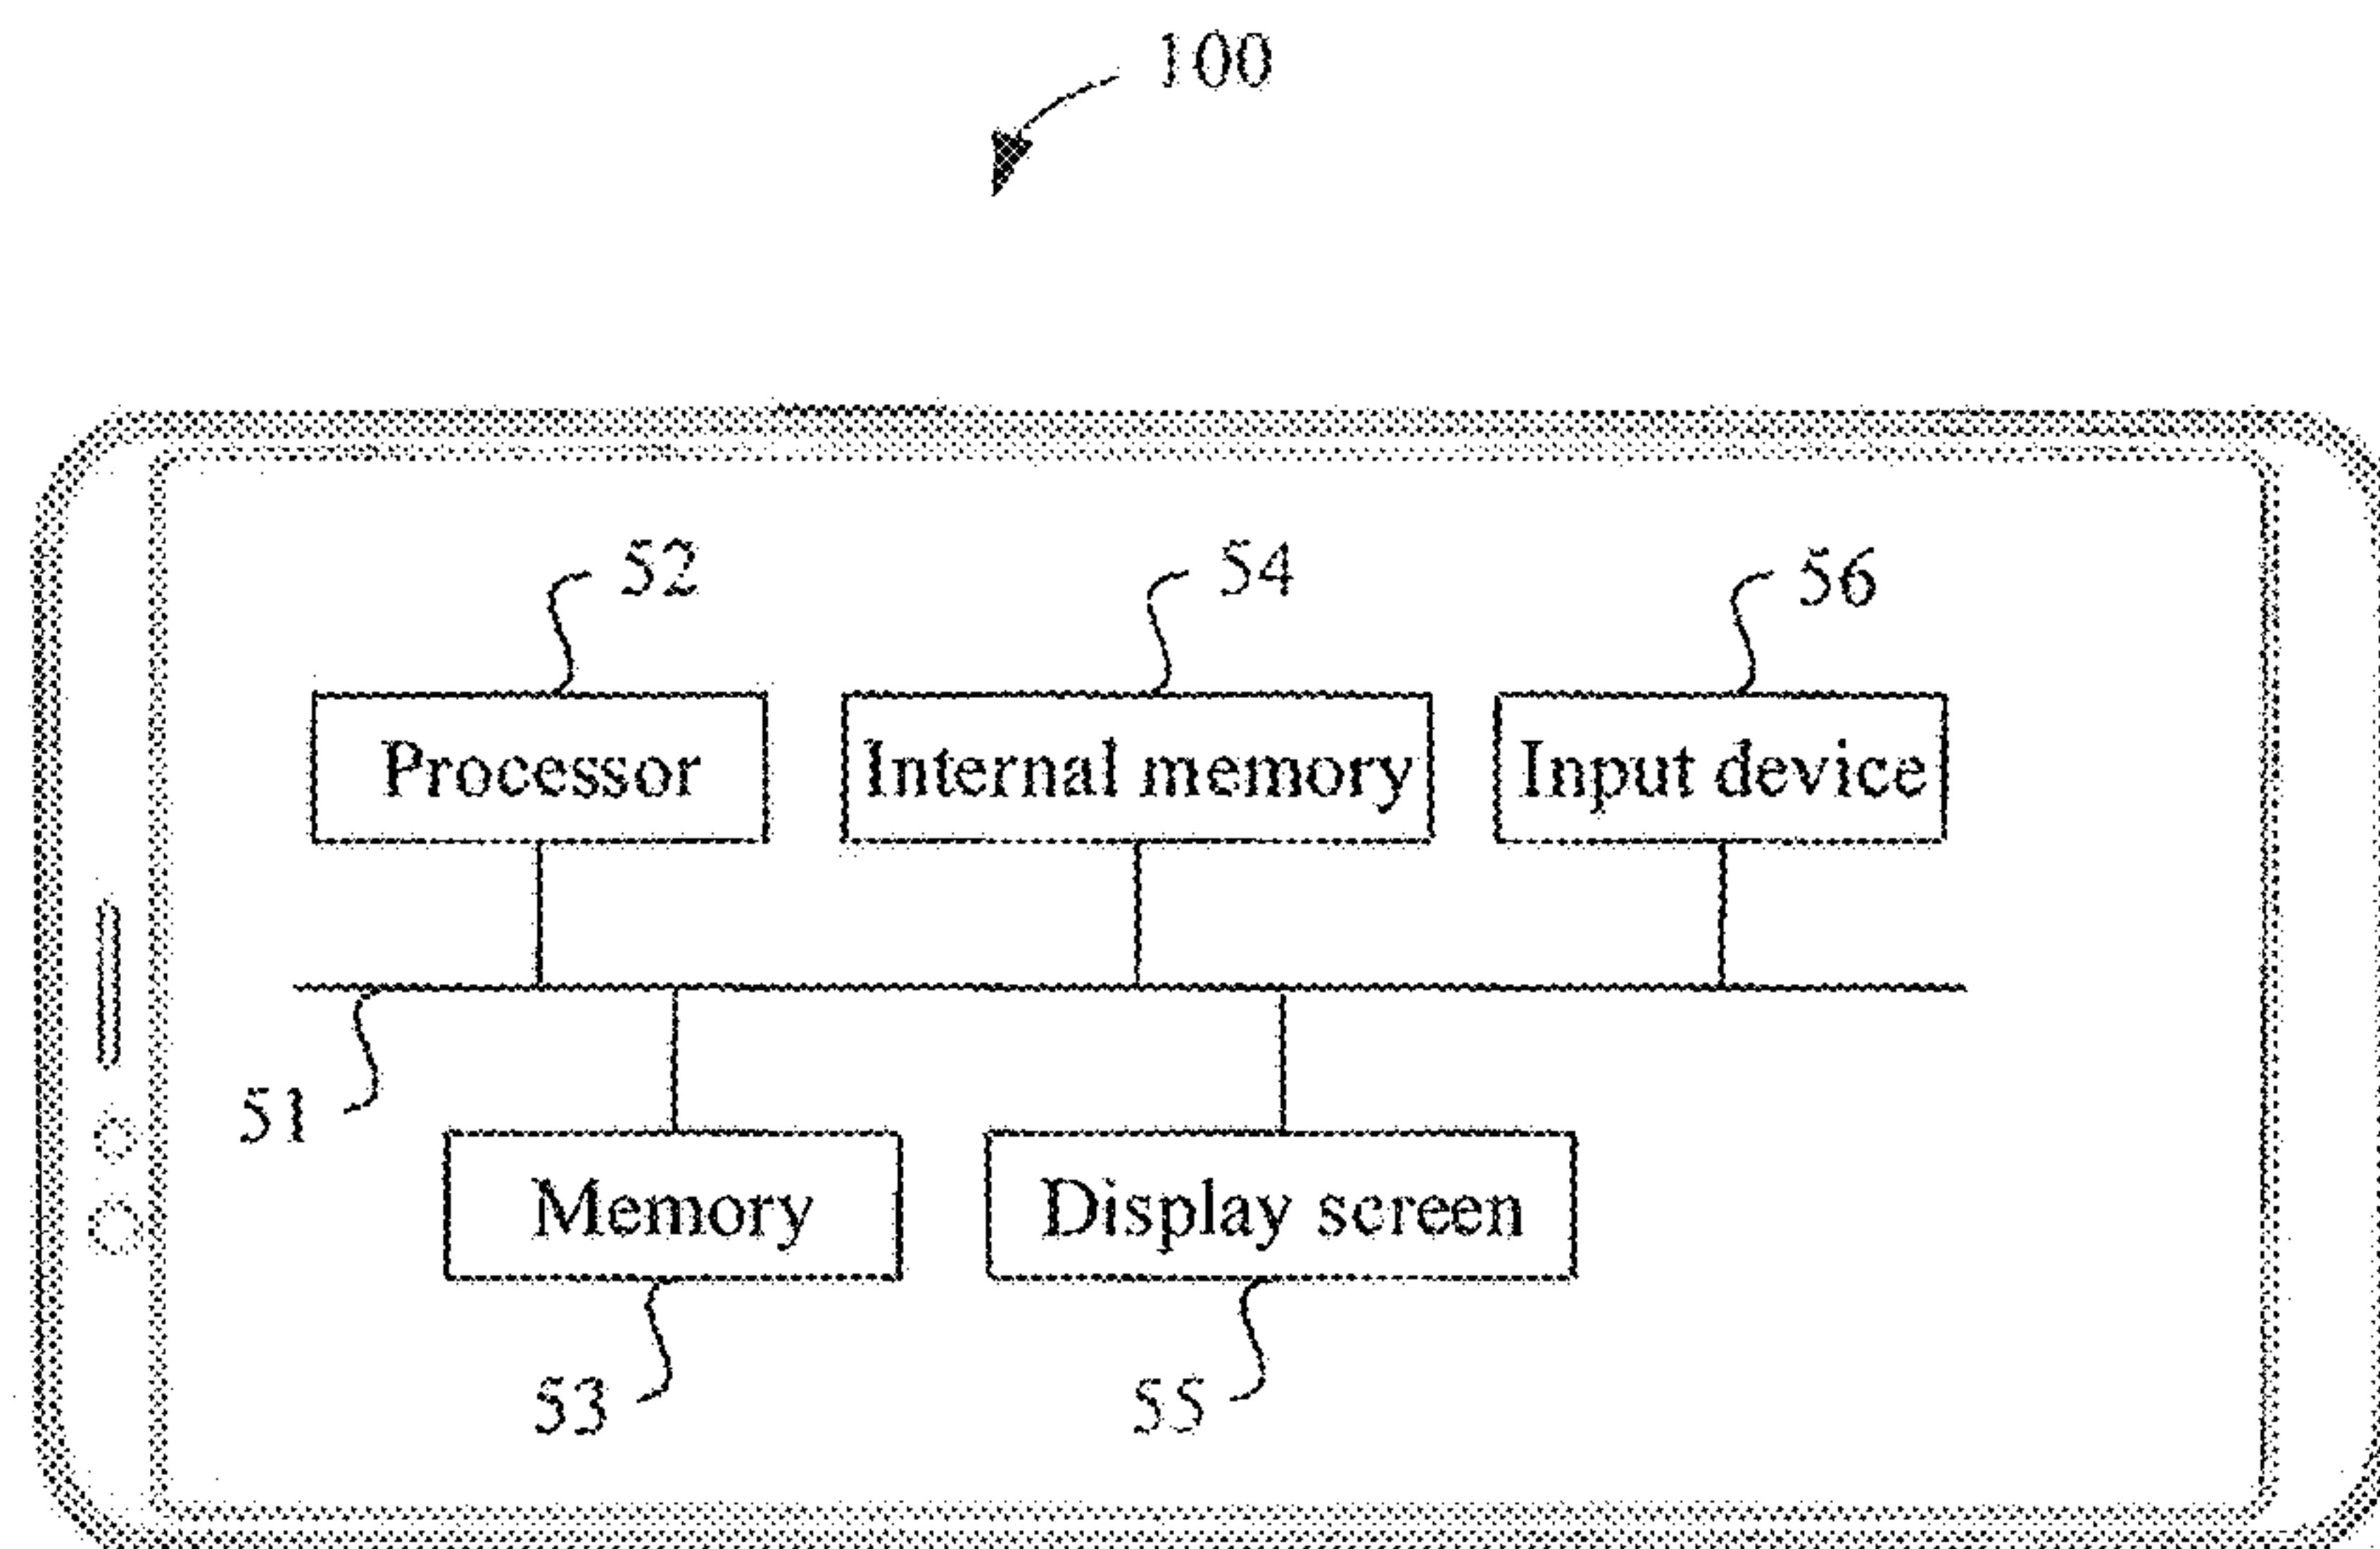 100
52
54
56
Processor
Internal memory
Input device
51
Memory
Display screen
53
55